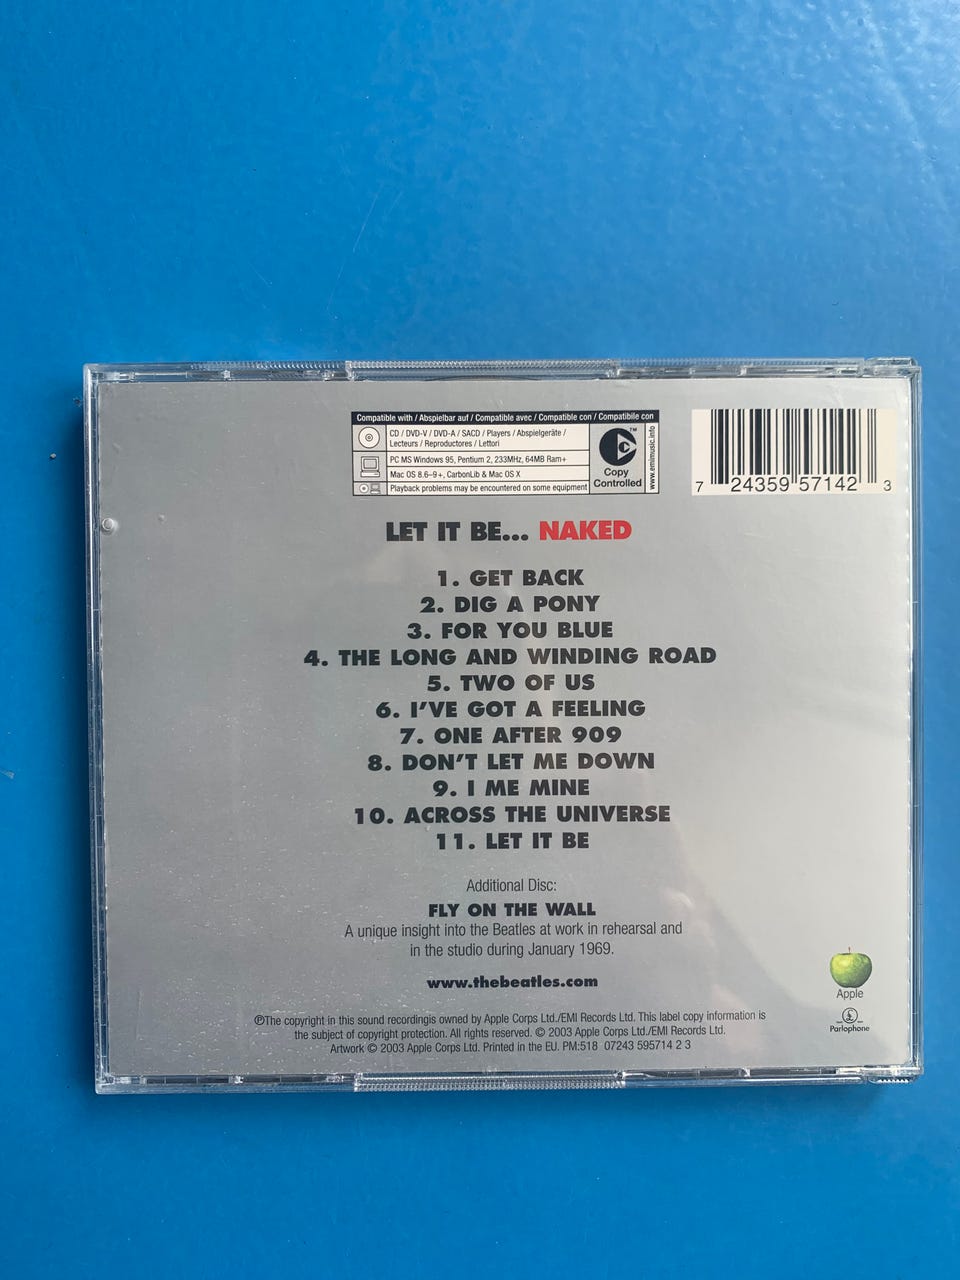 Compatible with / Abspielbar auf / Compatible avec / Compatible con / Compatibile con
CD / DVD-V / DVD-A / SACD / Players / Abspielgeräte /
Lecteurs / Reproductores / Lettori
PC MS Windows 95, Pentium 2, 233MHz, 64MB Ram+
Mac OS 8.6-9+, CarbonLib & Mac OS X
Playback problems may be encountered on some equipment
TM
Copy
Controlled
www.emimusic.info
7 24359 57142 3
LET IT BE... NAKED
1. GET BACK
2. DIG A PONY
3. FOR YOU BLUE
4. THE LONG AND WINDING ROAD
5. TWO OF US
6. I'VE GOT A FEELING
7. ONE AFTER 909
8. DON'T LET ME DOWN
9. I ME MINE
10. ACROSS THE UNIVERSE
11. LET IT BE
Additional Disc:
FLY ON THE WALL
A unique insight into the Beatles at work in rehearsal and
in the studio during January 1969.
www.thebeatles.com
Apple
Parlophone
℗The copyright in this sound recordingis owned by Apple Corps Ltd./EMI Records Ltd. This label copy information is
the subject of copyright protection. All rights reserved. © 2003 Apple Corps Ltd./EMI Records Ltd.
Artwork © 2003 Apple Corps Ltd. Printed in the EU. PM:518 07243 595714 2 3